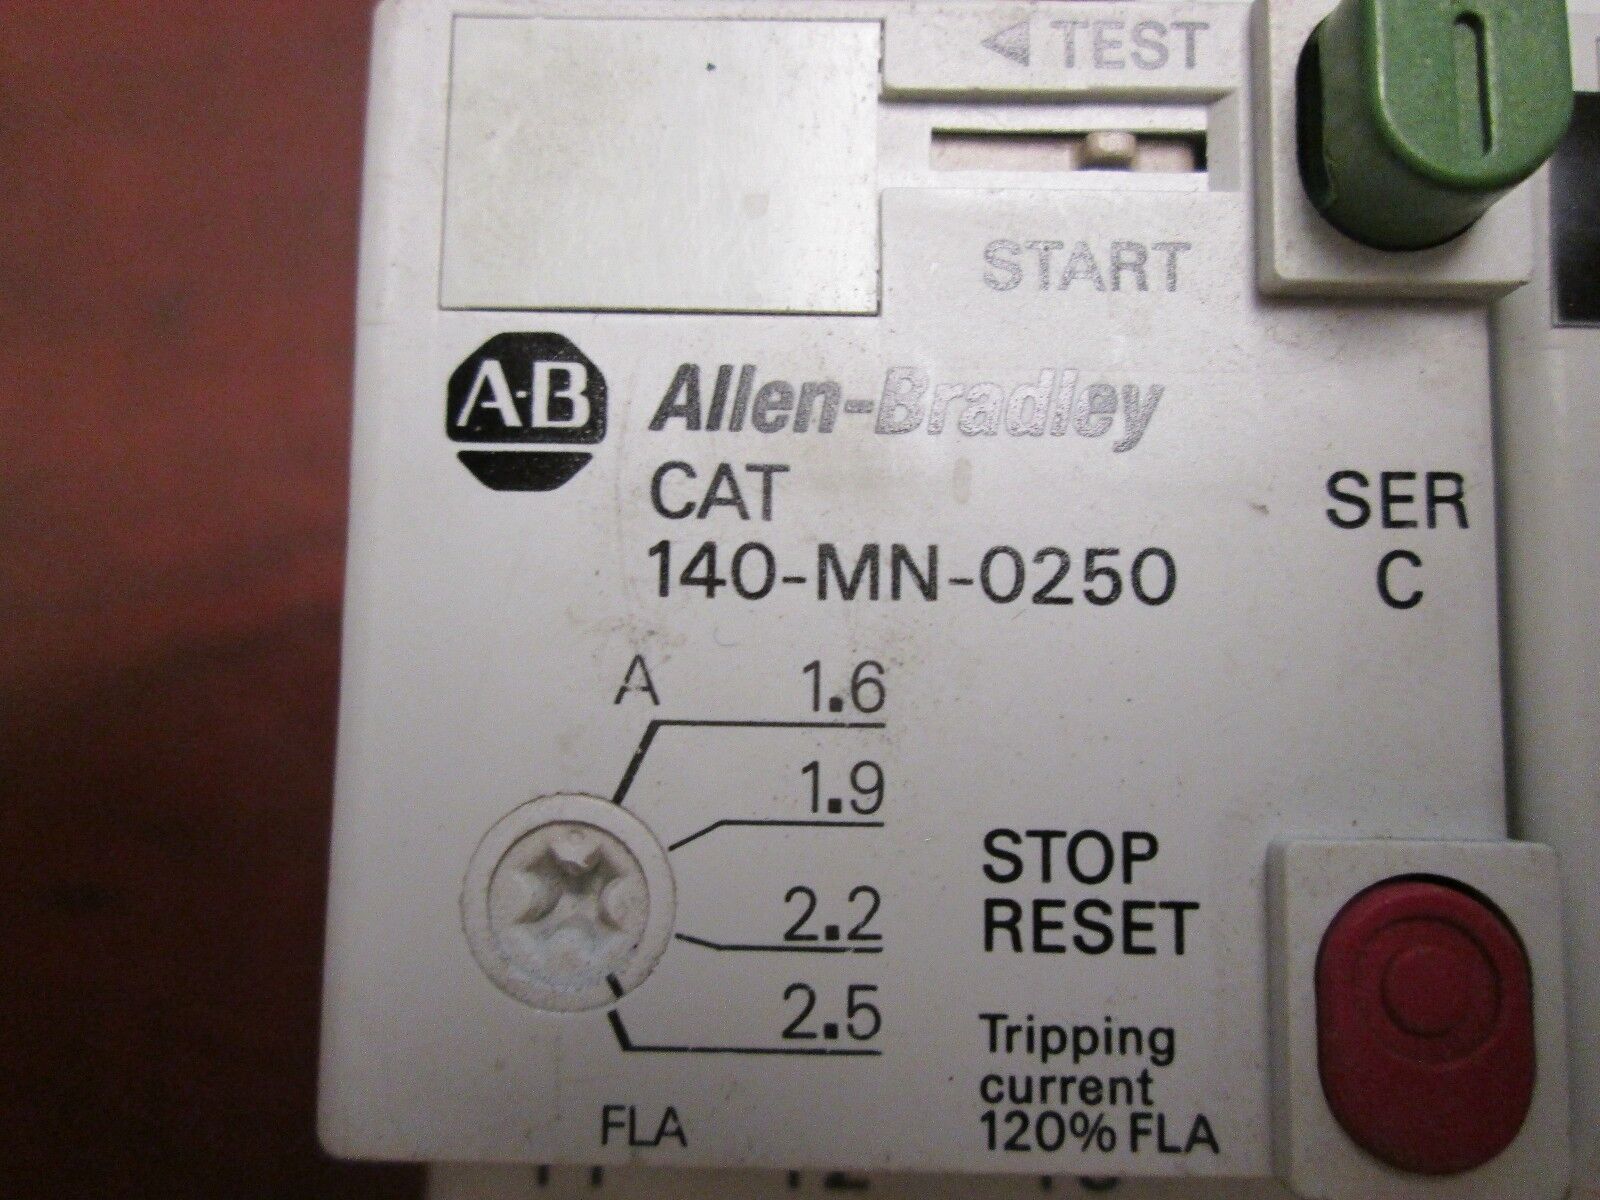 TEST
START
A-B Allen-Bradley
CAT
140-MN-0250
SER
C
A 1.6
1.9
2.2
2.5
FLA
STOP
RESET
Tripping
current
120% FLA